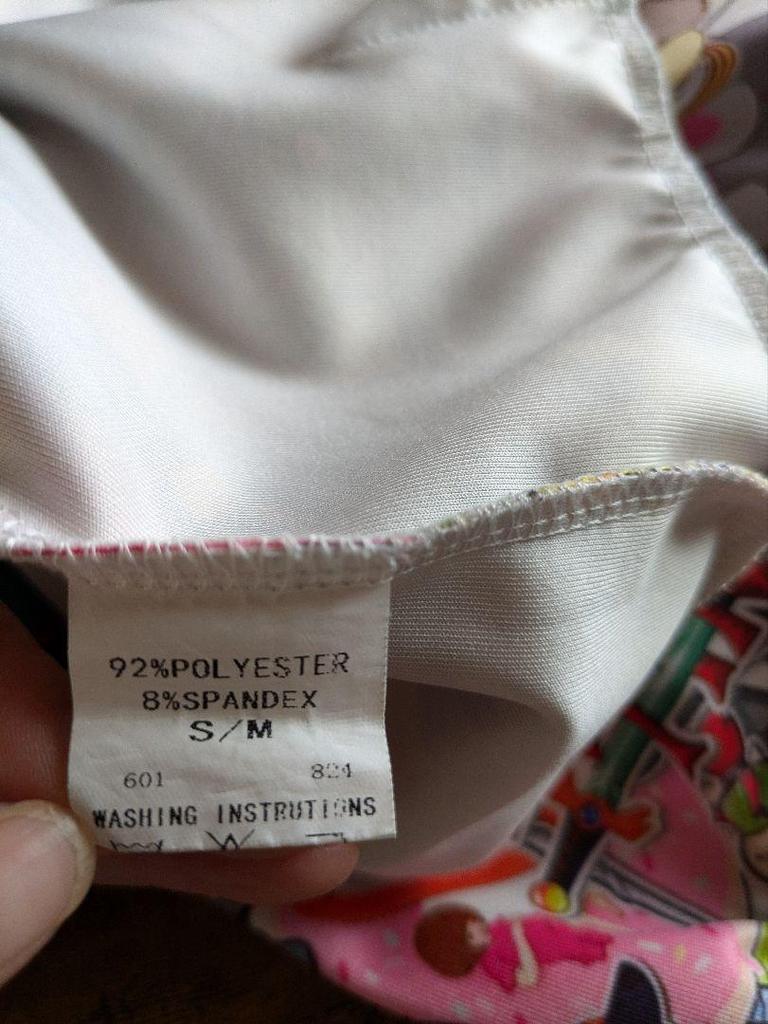 92%POLYESTER
8%SPANDEX
S/M
601 824
WASHING INSTRUTIONS